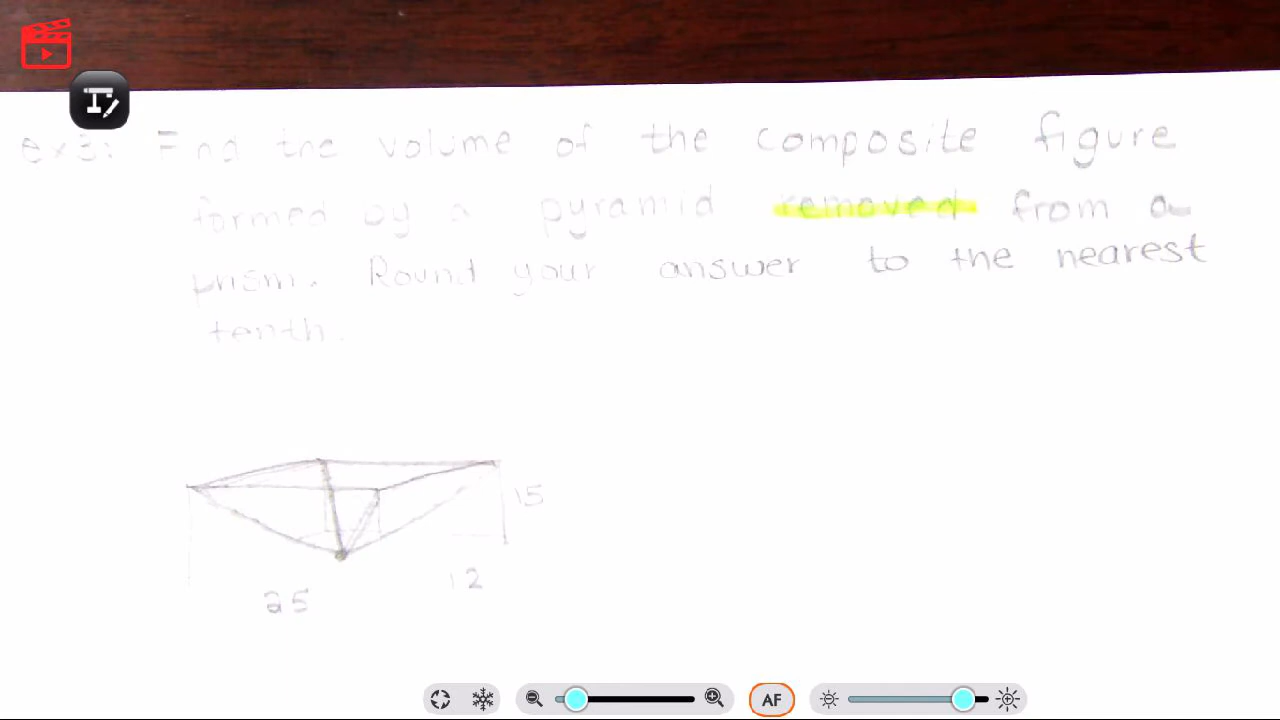 ex3: Find the volume of the composite figure
formed by a pyramid removed from a
prism. Round your answer to the nearest
tenth.
15
12
25
AF